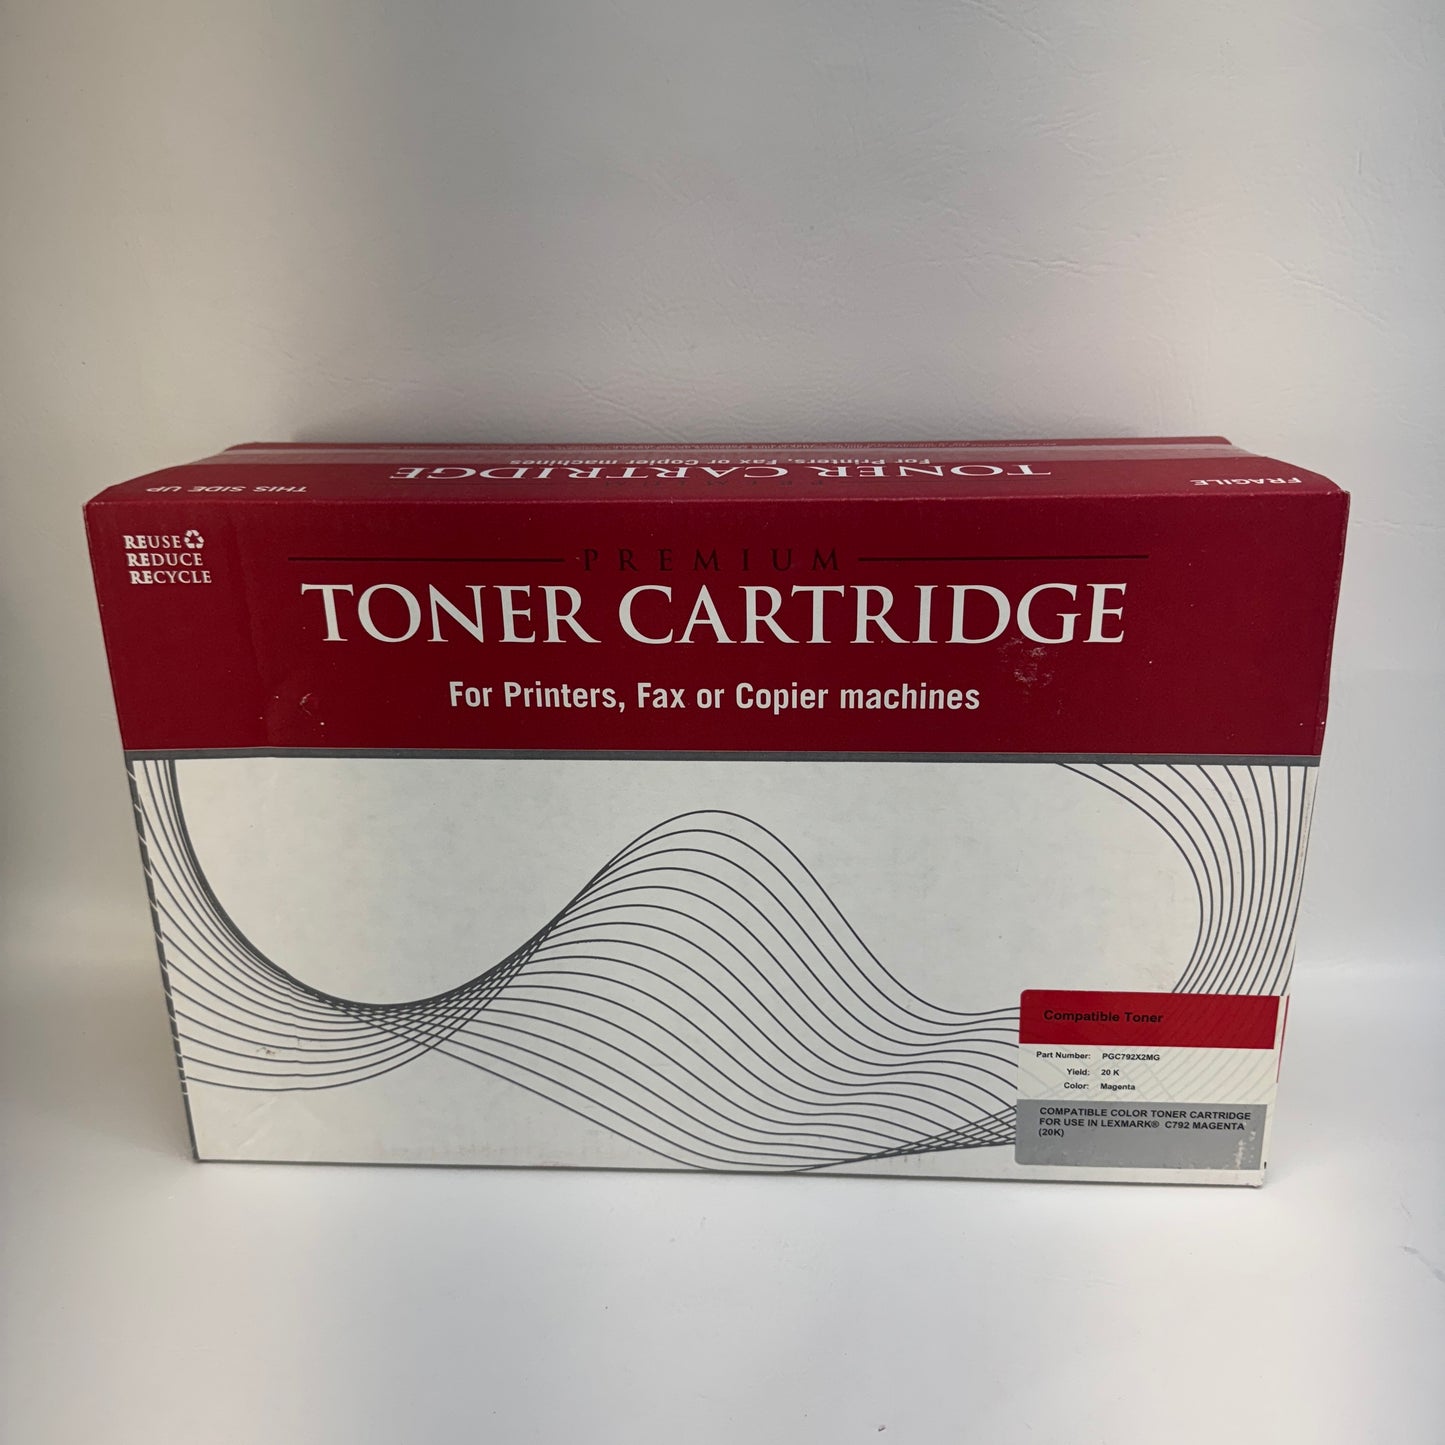 For Printers, Fax or Copier machines
TONER CARTRIDGE
THIS SIDE UP
FRAGILE
REUSE
REDUCE
RECYCLE
PREMIUM
TONER CARTRIDGE
For Printers, Fax or Copier machines
Compatible Toner
Part Number: PGC792X2MG
Yield: 20 K
Color: Magenta
COMPATIBLE COLOR TONER CARTRIDGE
FOR USE IN LEXMARK® C792 MAGENTA
(20K)